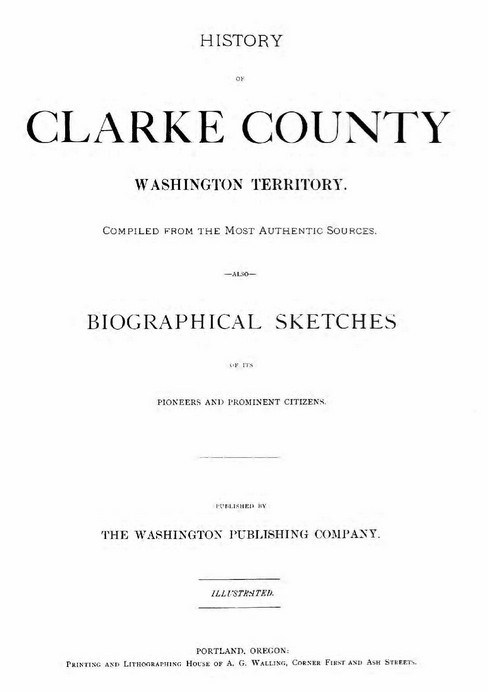 HISTORY
OF
CLARKE COUNTY
WASHINGTON TERRITORY.
COMPILED FROM THE MOST AUTHENTIC SOURCES.
—ALSO—
BIOGRAPHICAL SKETCHES
OF ITS
PIONEERS AND PROMINENT CITIZENS.
PUBLISHED BY
THE WASHINGTON PUBLISHING COMPANY.
ILLUSTRATED.
PORTLAND, OREGON:
PRINTING AND LITHOGRAPHING HOUSE OF A. G. WALLING, CORNER FIRST AND ASH STREETS.